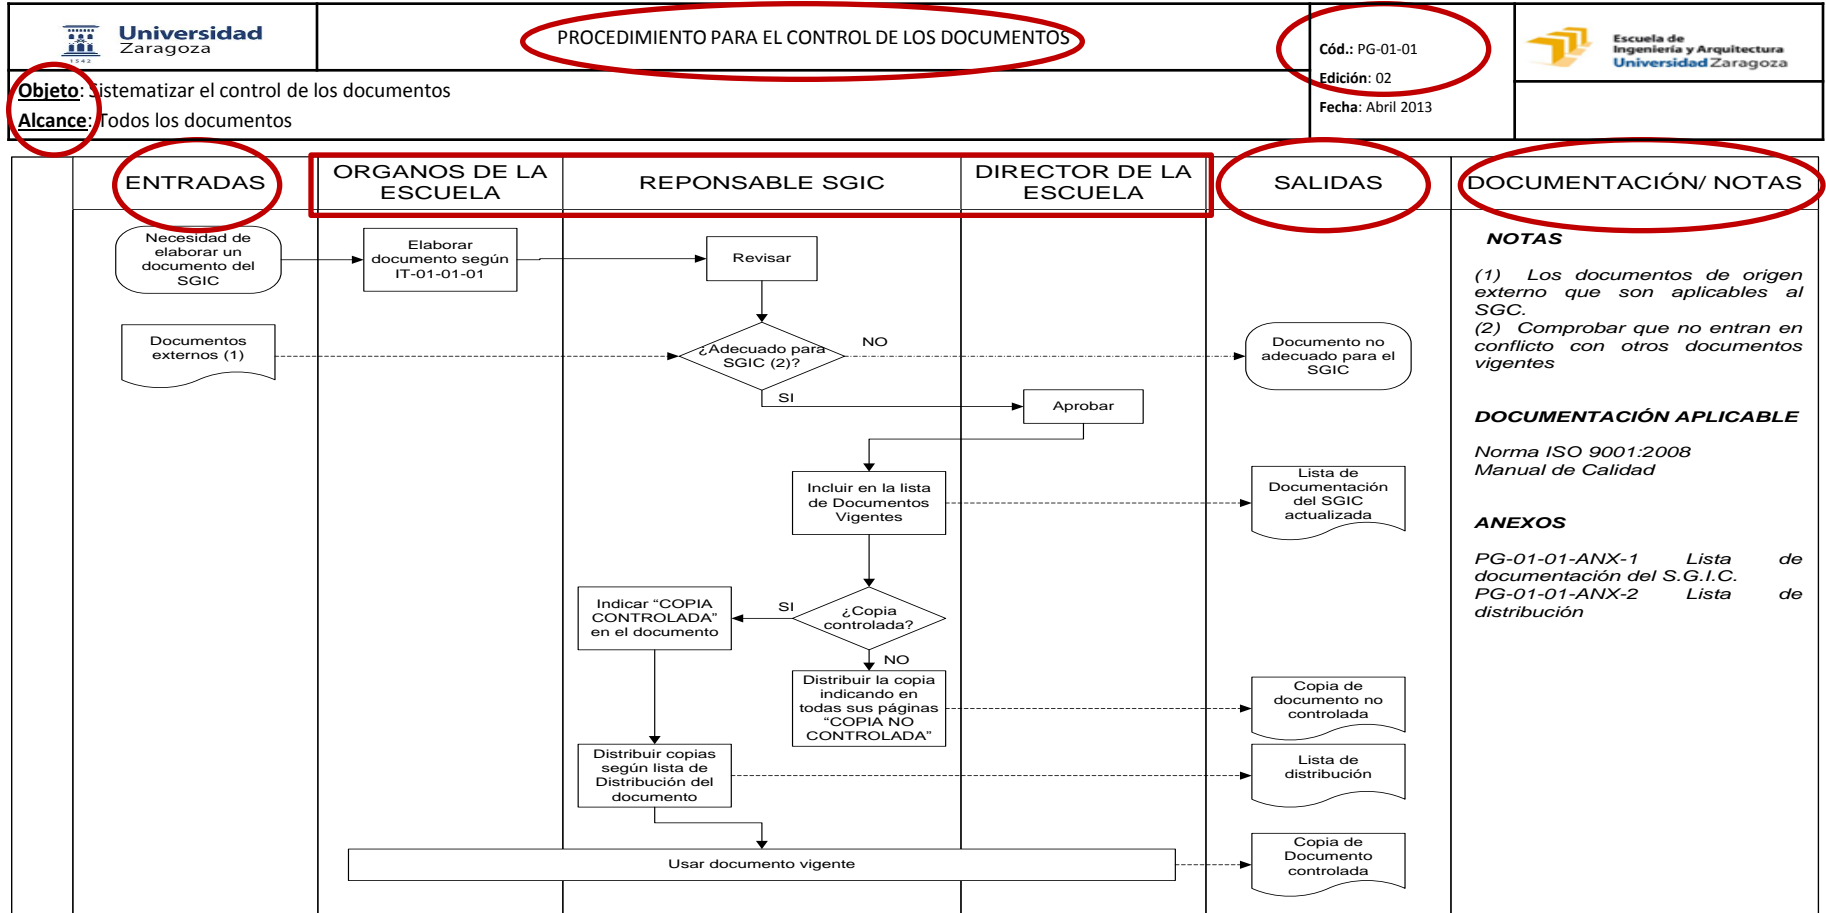 Universidad
Zaragoza
1542
PROCEDIMIENTO PARA EL CONTROL DE LOS DOCUMENTOS
Cód.: PG-01-01
Edición: 02
Fecha: Abril 2013
Escuela de
Ingeniería y Arquitectura
Universidad Zaragoza
Objeto: Sistematizar el control de los documentos
Alcance: Todos los documentos
ENTRADAS
ORGANOS DE LA
ESCUELA
REPONSABLE SGIC
DIRECTOR DE LA
ESCUELA
SALIDAS
DOCUMENTACIÓN/ NOTAS
Necesidad de
elaborar un
documento del
SGIC
Elaborar
documento según
IT-01-01-01
Revisar
Documentos
externos (1)
¿Adecuado para
SGIC (2)?
NO
SI
Documento no
adecuado para el
SGIC
Aprobar
Incluir en la lista
de Documentos
Vigentes
Lista de
Documentación
del SGIC
actualizada
¿Copia
controlada?
SI
NO
Indicar “COPIA
CONTROLADA”
en el documento
Distribuir la copia
indicando en
todas sus páginas
“COPIA NO
CONTROLADA”
Copia de
documento no
controlada
Distribuir copias
según lista de
Distribución del
documento
Lista de
distribución
Usar documento vigente
Copia de
Documento
controlada
NOTAS
(1) Los documentos de origen
externo que son aplicables al
SGC.
(2) Comprobar que no entran en
conflicto con otros documentos
vigentes
DOCUMENTACIÓN APLICABLE
Norma ISO 9001:2008
Manual de Calidad
ANEXOS
PG-01-01-ANX-1 Lista de
documentación del S.G.I.C.
PG-01-01-ANX-2 Lista de
distribución